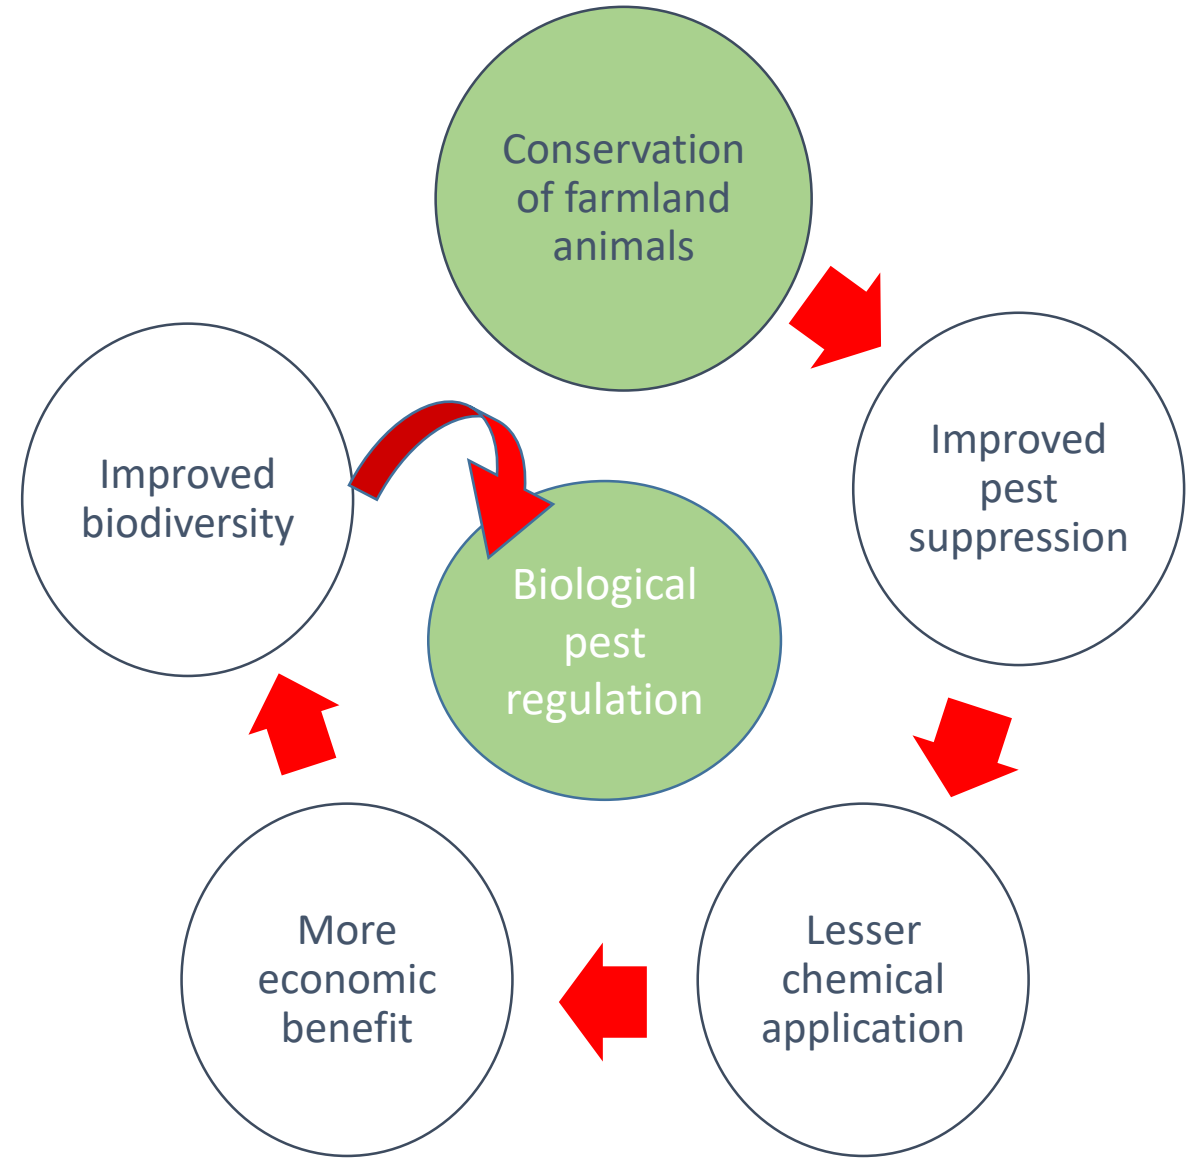 Conservation
of farmland
animals
Improved
pest
suppression
Lesser
chemical
application
More
economic
benefit
Improved
biodiversity
Biological
pest
regulation